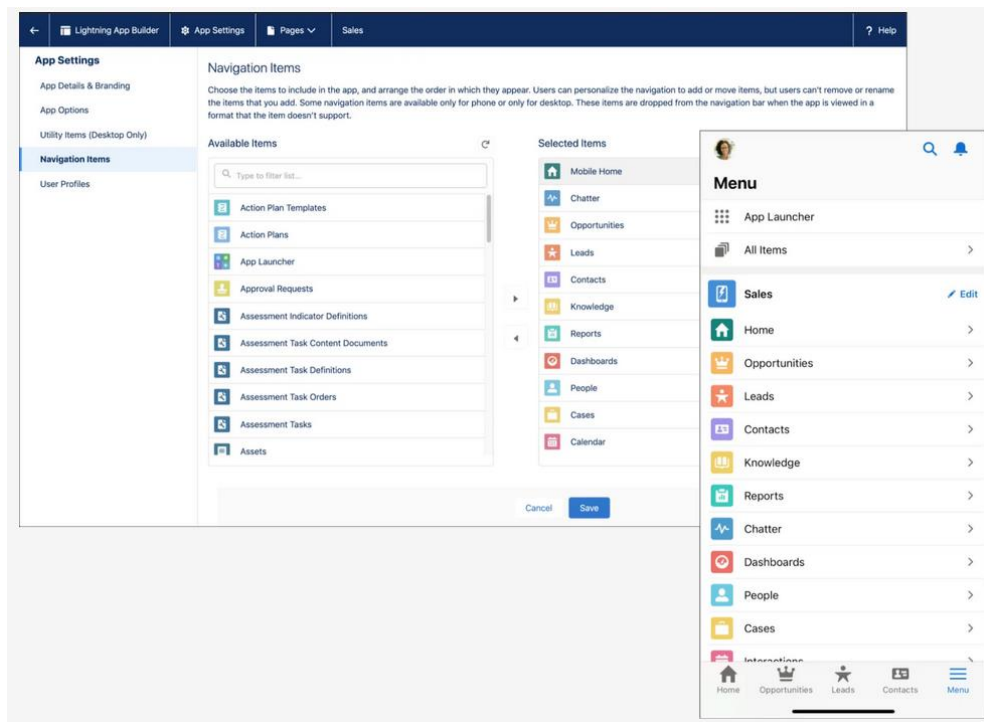 Lightning App Builder
App Settings
Pages
Sales
? Help
App Settings
App Details & Branding
App Options
Utility Items (Desktop Only)
Navigation Items
User Profiles
Navigation Items
Choose the items to include in the app, and arrange the order in which they appear. Users can personalize the navigation to add or move items, but users can't remove or rename
the items that you add. Some navigation items are available only for phone or only for desktop. These items are dropped from the navigation bar when the app is viewed in a
format that the item doesn't support.
Available Items
Type to filter list...
Action Plan Templates
Action Plans
App Launcher
Approval Requests
Assessment Indicator Definitions
Assessment Task Content Documents
Assessment Task Definitions
Assessment Task Orders
Assessment Tasks
Assets
Selected Items
Mobile Home
Chatter
Opportunities
Leads
Contacts
Knowledge
Reports
Dashboards
People
Cases
Calendar
Cancel
Save
Menu
App Launcher
All Items
Sales
Edit
Home
Opportunities
Leads
Contacts
Knowledge
Reports
Chatter
Dashboards
People
Cases
Interactions
Home
Opportunities
Leads
Contacts
Menu